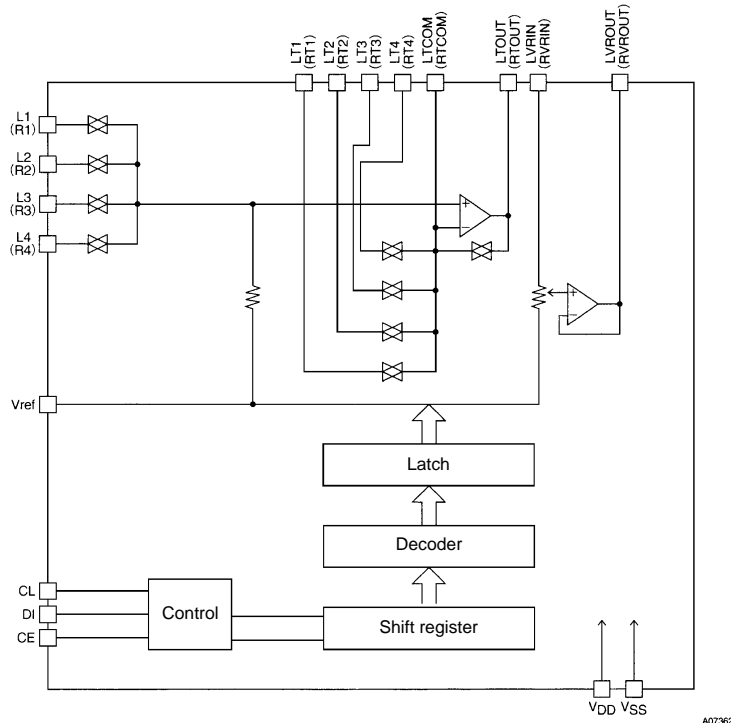 LT1
(RT1)
LT2
(RT2)
LT3
(RT3)
LT4
(RT4)
LTCOM
(RTCOM)
LTOUT
(RTOUT)
LVRIN
(RVRIN)
LVROUT
(RVROUT)
L1
(R1)
L2
(R2)
L3
(R3)
L4
(R4)
+
−
+
−
Vref
Latch
Decoder
CL
DI
CE
Control
Shift register
VDD
VSS
A07362